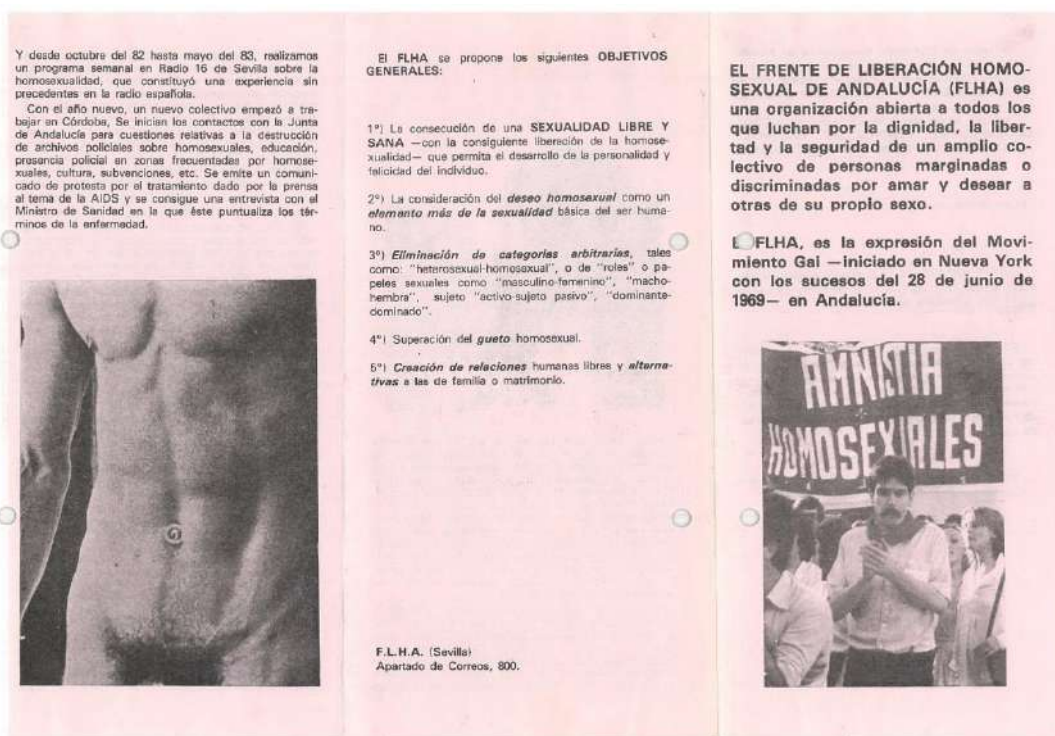 Y desde octubre del 82 hasta mayo del 83, realizamos
un programa semanal en Radio 16 de Sevilla sobre la
homosexualidad, que constituyó una experiencia sin
precedentes en la radio española.
Con el año nuevo, un nuevo colectivo empezó a tra-
bajar en Córdoba, Se inician los contactos con la Junta
de Andalucía para cuestiones relativas a la destrucción
de archivos policiales sobre homosexuales, educación,
presencia policial en zonas frecuentadas por homose-
xuales, cultura, subvenciones, etc. Se emite un comuni-
cado de protesta por el tratamiento dado por la prensa
al tema de la AIDS y se consigue una entrevista con el
Ministro de Sanidad en la que éste puntualiza los tér-
minos de la enfermedad.
El FLHA se propone los siguientes OBJETIVOS
GENERALES:
1º) La consecución de una SEXUALIDAD LIBRE Y
SANA —con la consiguiente liberación de la homose-
xualidad— que permita el desarrollo de la personalidad y
felicidad del individuo.
2º) La consideración del deseo homosexual como un
elemento más de la sexualidad básica del ser huma-
no.
3º) Eliminación de categorias arbitrarias, tales
como: "heterosexual-homosexual", o de "roles" o pa-
peles sexuales como "masculino-femenino", "macho-
hembra", sujeto "activo-sujeto pasivo", "dominante-
dominado".
4º) Superación del gueto homosexual.
5º) Creación de relaciones humanas libres y alterna-
tivas a las de familia o matrimonio.
F.L.H.A. (Sevilla)
Apartado de Correos, 800.
EL FRENTE DE LIBERACIÓN HOMO-
SEXUAL DE ANDALUCÍA (FLHA) es
una organización abierta a todos los
que luchan por la dignidad, la liber-
tad y la seguridad de un amplio co-
lectivo de personas marginadas o
discriminadas por amar y desear a
otras de su propio sexo.
E FLHA, es la expresión del Movi-
miento Gai —iniciado en Nueva York
con los sucesos del 28 de junio de
1969— en Andalucía.
AMNISTIA
HOMOSEXUALES